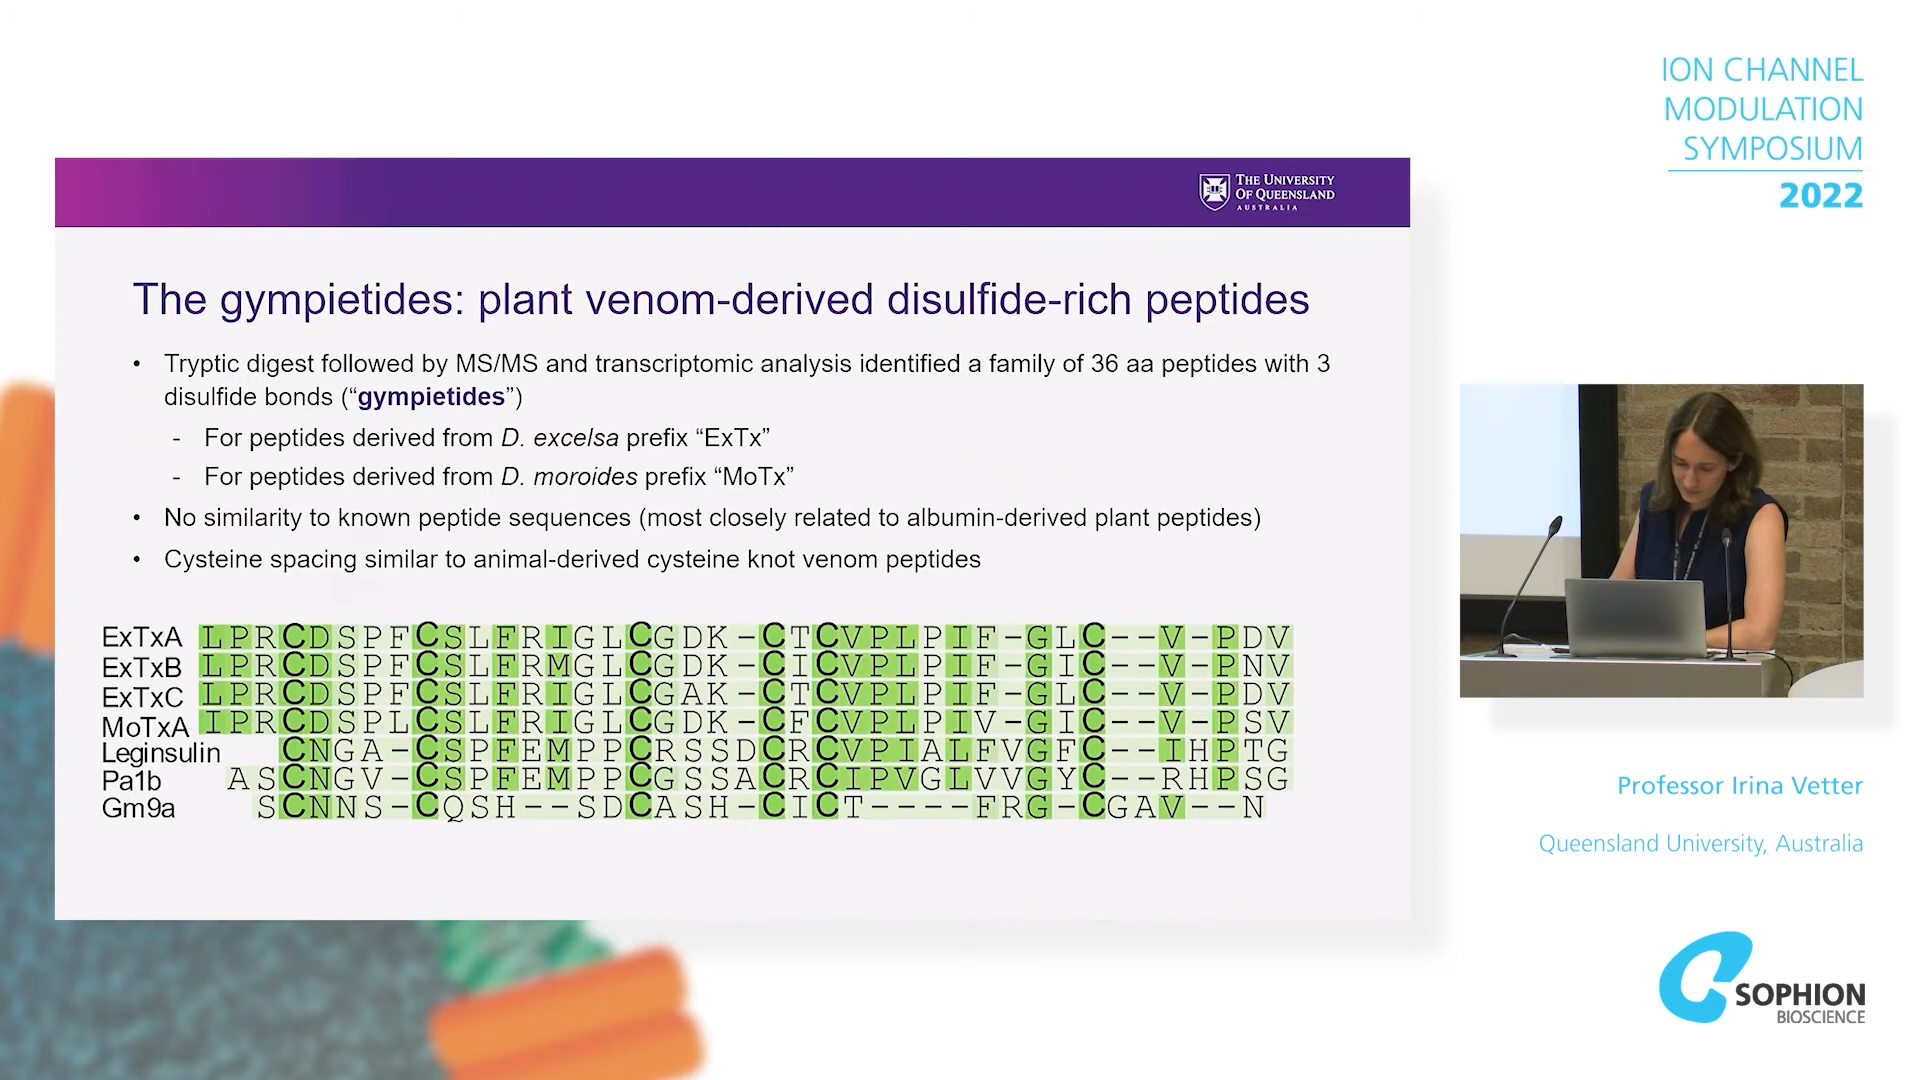 ION CHANNEL
MODULATION
SYMPOSIUM
2022
THE UNIVERSITY
OF QUEENSLAND
AUSTRALIA
The gympietides: plant venom-derived disulfide-rich peptides
• Tryptic digest followed by MS/MS and transcriptomic analysis identified a family of 36 aa peptides with 3
disulfide bonds (“gympietides”)
- For peptides derived from D. excelsa prefix “ExTx”
- For peptides derived from D. moroides prefix “MoTx”
• No similarity to known peptide sequences (most closely related to albumin-derived plant peptides)
• Cysteine spacing similar to animal-derived cysteine knot venom peptides
ExTxA LPRCDSPFCSLFRIGLCGDK-CTCVPLPIF-GLC--V-PDV
ExTxB LPRCDSPFCSLFRMGLCGDK-CICVPLPIF-GIC--V-PNV
ExTxC LPRCDSPFCSLFRIGLCGAK-CTCVPLPIF-GLC--V-PDV
MoTxA IPRCDSPLCSLFRIGLCGDK-CFCVPLPIV-GIC--V-PSV
Leginsulin CNGA-CSPFEMPPCRSSDCRCVPIALFVGFC--IHPTG
Pa1b ASCNGV-CSPFEMPPCGSSACRCIPVGLVVGYC--RHPSG
Gm9a SCNNS-CQSH--SDCASH-CICT----FRG-CGAV--N
Professor Irina Vetter
Queensland University, Australia
SOPHION
BIOSCIENCE